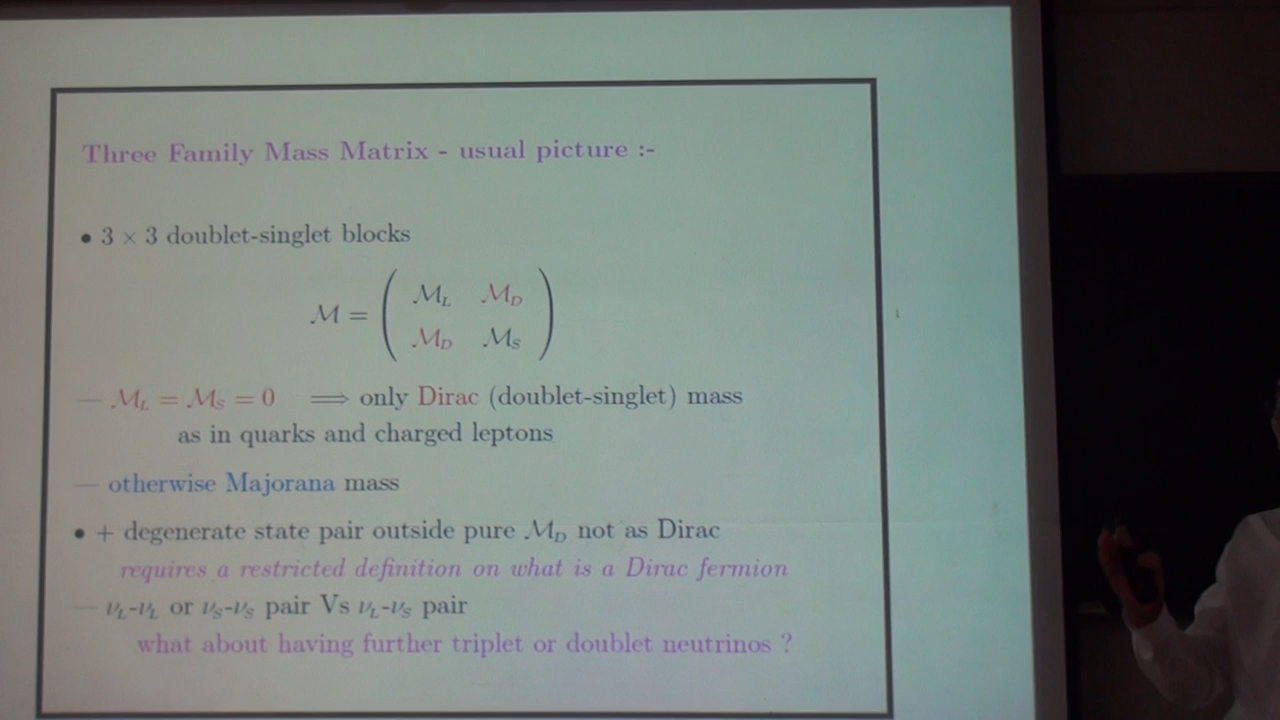 Three Family Mass Matrix - usual picture :-
• 3 × 3 doublet-singlet blocks
ℳ = ( ℳ_L ℳ_D
ℳ_D ℳ_S )
— ℳ_L = ℳ_S = 0 ⟹ only Dirac (doublet-singlet) mass
as in quarks and charged leptons
— otherwise Majorana mass
• + degenerate state pair outside pure ℳ_D not as Dirac
requires a restricted definition on what is a Dirac fermion
— ν_L-ν_L or ν_S-ν_S pair Vs ν_L-ν_S pair
what about having further triplet or doublet neutrinos ?